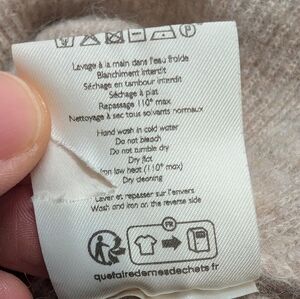 P
Lavage à la main dans l'eau froide
Blanchiment interdit
Séchage en tambour interdit
Séchage à plat
Repassage 110° max
Nettoyage à sec tous solvants normaux
Hand wash in cold water
Do not bleach
Do not tumble dry
Dry flat
Iron low heat (110° max)
Dry cleaning
Laver et repasser sur l'envers
Wash and iron on the reverse side
FR
quefairedemesdechets.fr